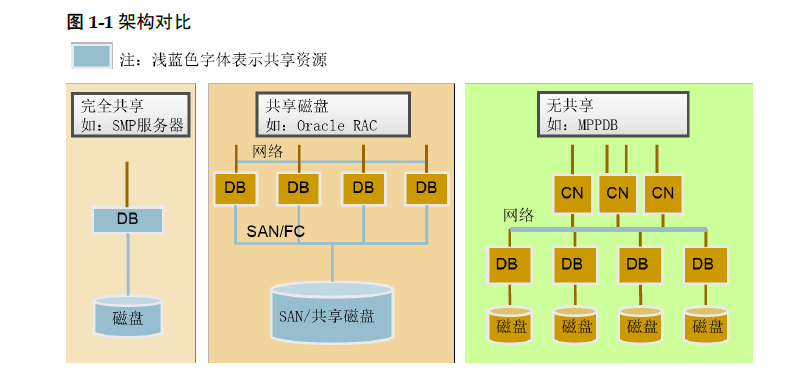 图 1-1 架构对比
注：浅蓝色字体表示共享资源
完全共享
如：SMP服务器
DB
磁盘
共享磁盘
如：Oracle RAC
网络
DB
DB
DB
DB
SAN/FC
SAN/共享磁盘
无共享
如：MPPDB
CN
CN
CN
网络
DB
DB
DB
DB
磁盘
磁盘
磁盘
磁盘